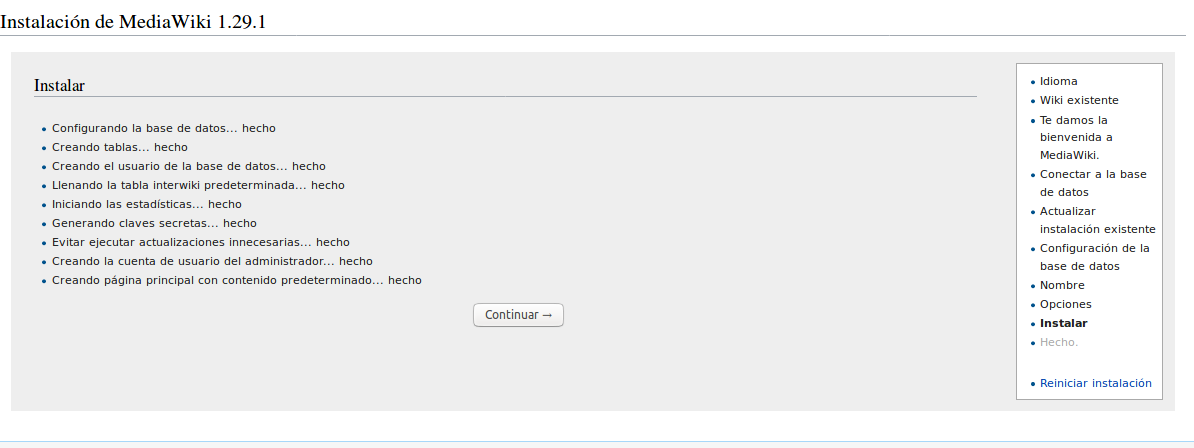 Instalación de MediaWiki 1.29.1
Instalar
Configurando la base de datos... hecho
Creando tablas... hecho
Creando el usuario de la base de datos... hecho
Llenando la tabla interwiki predeterminada... hecho
Iniciando las estadísticas... hecho
Generando claves secretas... hecho
Evitar ejecutar actualizaciones innecesarias... hecho
Creando la cuenta de usuario del administrador... hecho
Creando página principal con contenido predeterminado... hecho
Continuar →
Idioma
Wiki existente
Te damos la
bienvenida a
MediaWiki.
Conectar a la base
de datos
Actualizar
instalación existente
Configuración de la
base de datos
Nombre
Opciones
Instalar
Hecho.
Reiniciar instalación